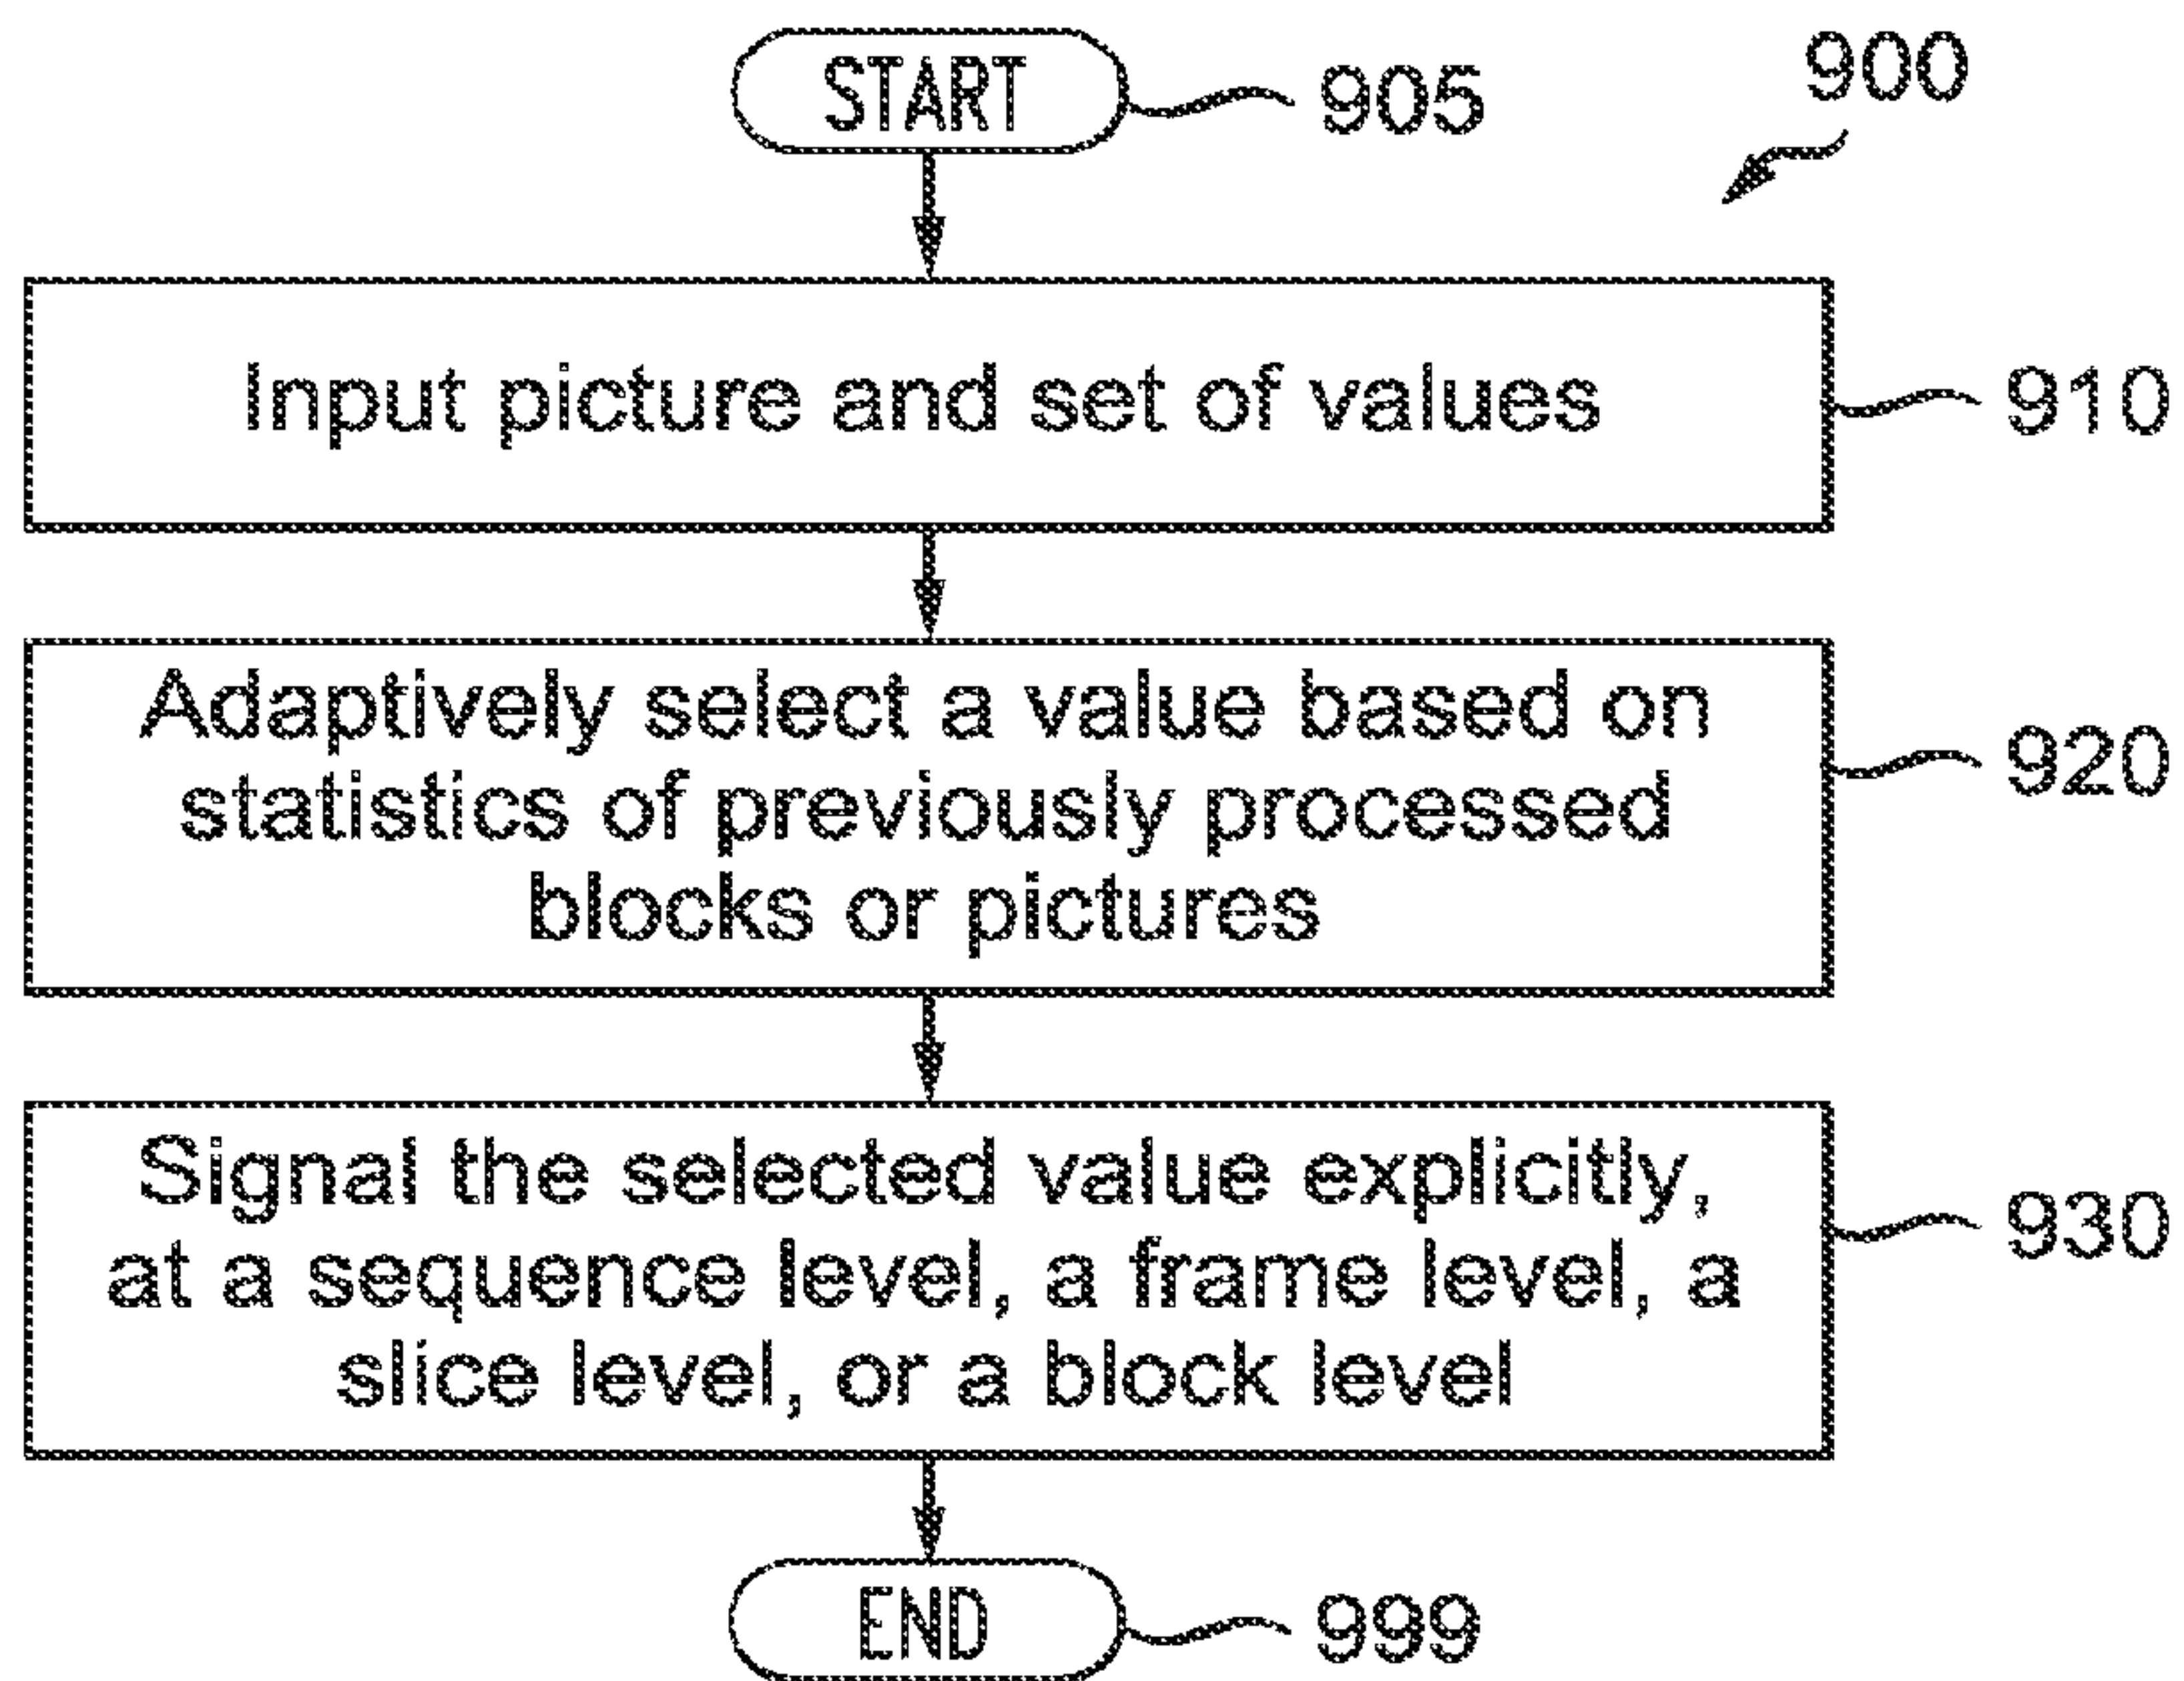 START
905
900
Input picture and set of values
910
Adaptively select a value based on
statistics of previously processed
blocks or pictures
920
Signal the selected value explicitly,
at a sequence level, a frame level, a
slice level, or a block level
930
END
999